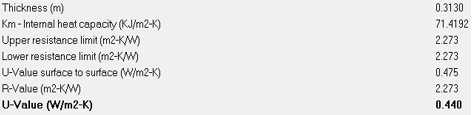 Thickness (m) 0.3130
Km - Internal heat capacity (KJ/m2-K) 71.4192
Upper resistance limit (m2-K/W) 2.273
Lower resistance limit (m2-K/W) 2.273
U-Value surface to surface (W/m2-K) 0.475
R-Value (m2-K/W) 2.273
U-Value (W/m2-K) 0.440